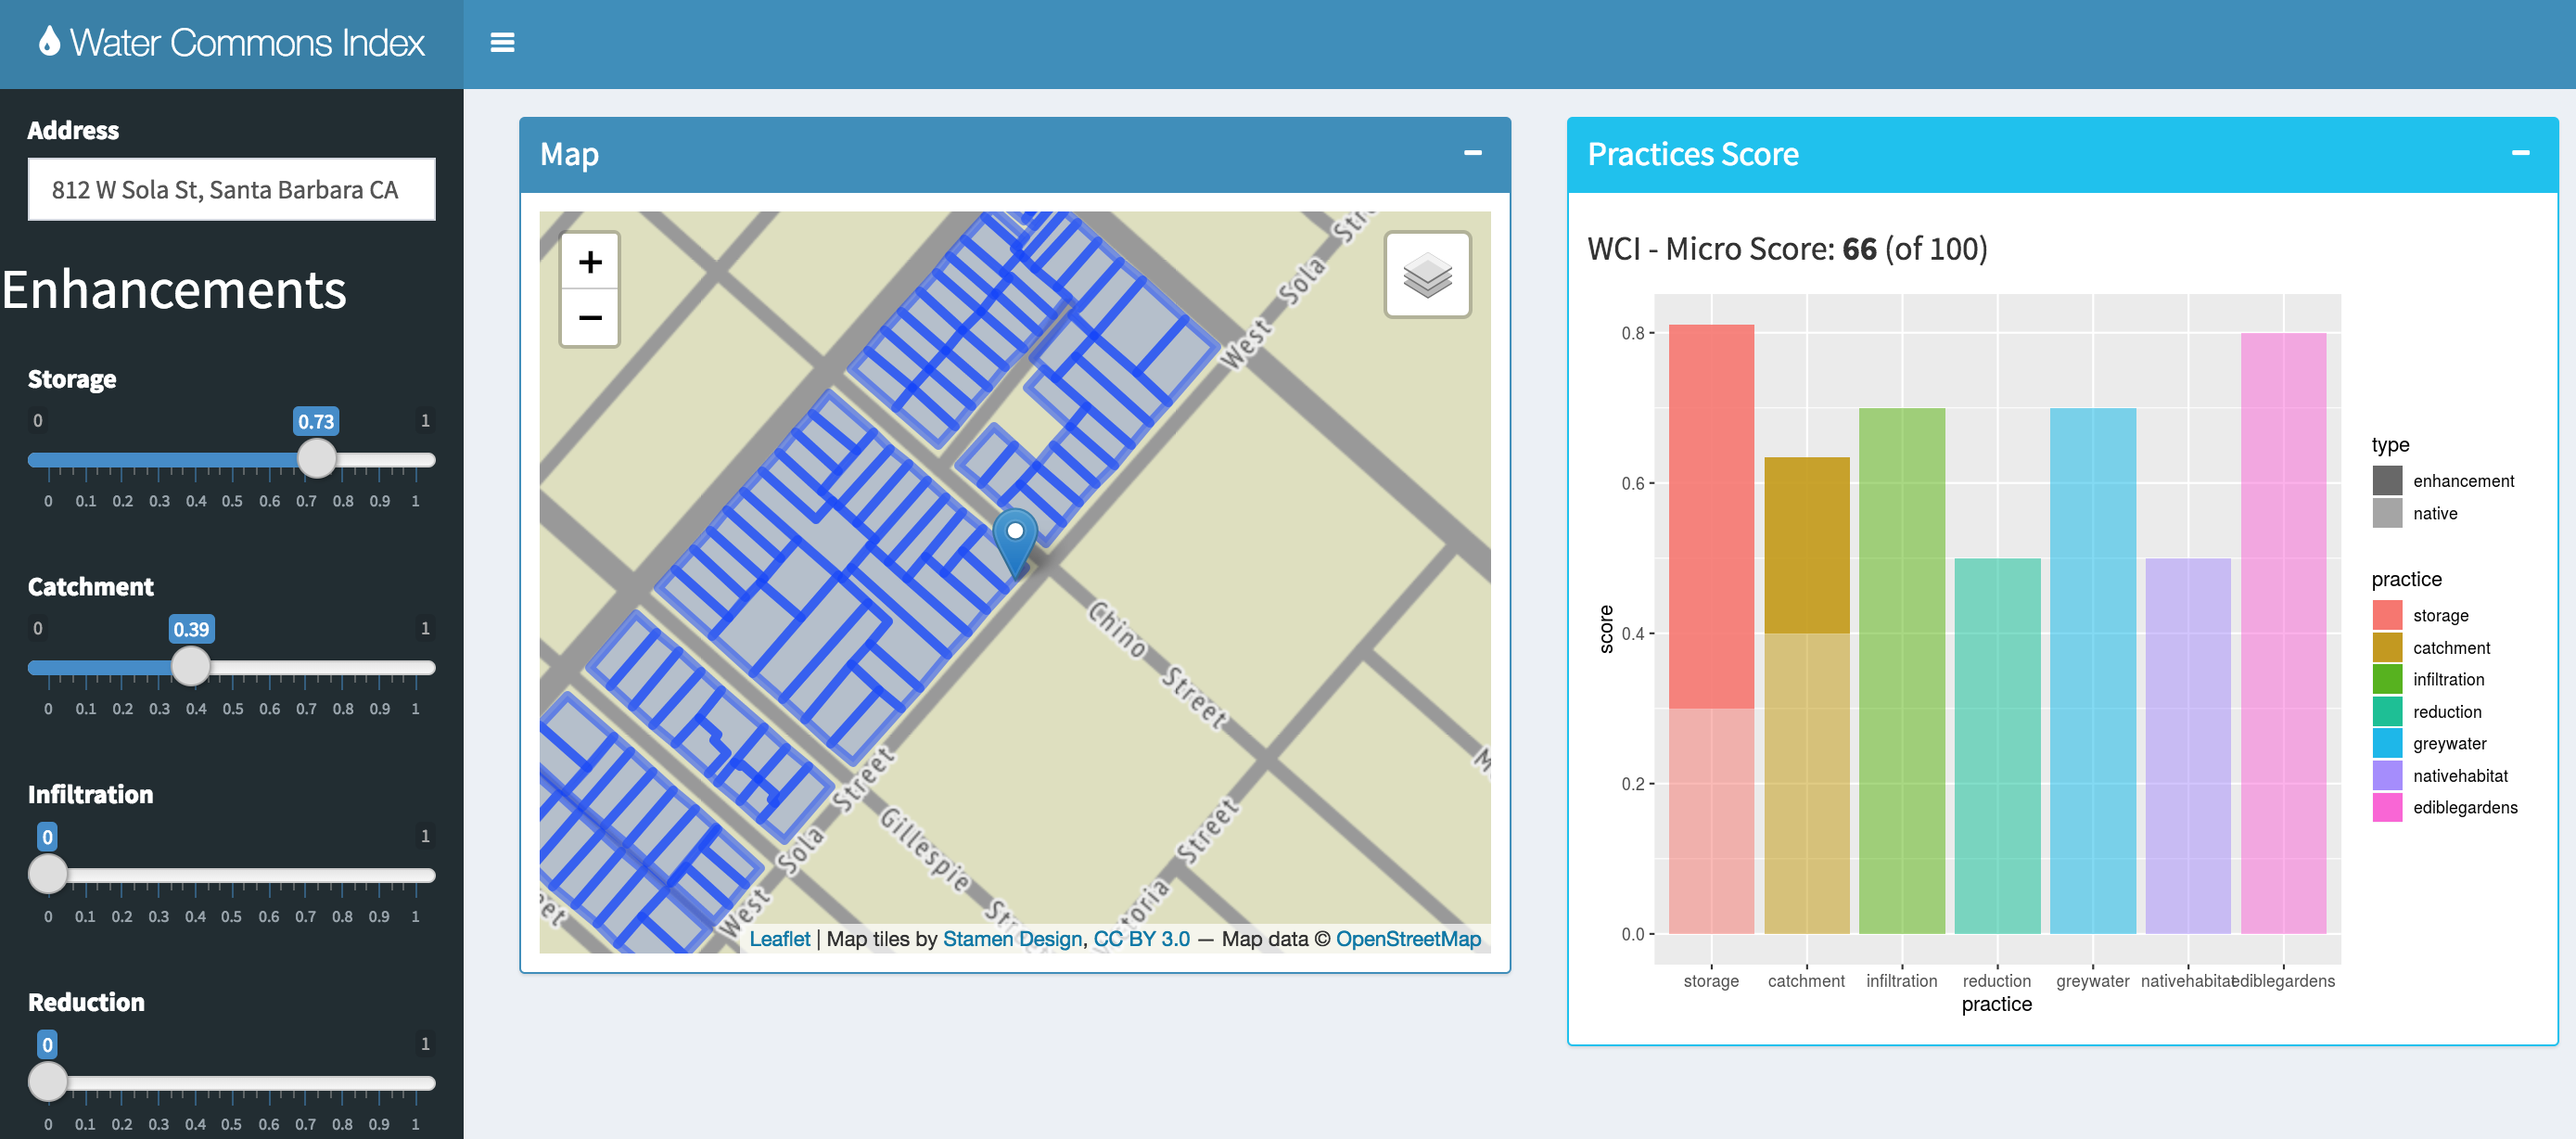 Water Commons Index
Address
812 W Sola St, Santa Barbara CA
Enhancements
Storage
0 0.73 1
0 0.1 0.2 0.3 0.4 0.5 0.6 0.7 0.8 0.9 1
Catchment
0 0.39 1
0 0.1 0.2 0.3 0.4 0.5 0.6 0.7 0.8 0.9 1
Infiltration
0 1
0 0.1 0.2 0.3 0.4 0.5 0.6 0.7 0.8 0.9 1
Reduction
0 1
0 0.1 0.2 0.3 0.4 0.5 0.6 0.7 0.8 0.9 1
Map
+
−
West Sola Str
Chino Street
West Sola Street
Gillespie Stre
toria Street
M
eet
Leaflet | Map tiles by Stamen Design, CC BY 3.0 — Map data © OpenStreetMap
Practices Score
WCI - Micro Score: 66 (of 100)
score
0.8
0.6
0.4
0.2
0.0
storage catchment infiltration reduction greywater nativehabitat ediblegardens
practice
type
enhancement
native
practice
storage
catchment
infiltration
reduction
greywater
nativehabitat
ediblegardens